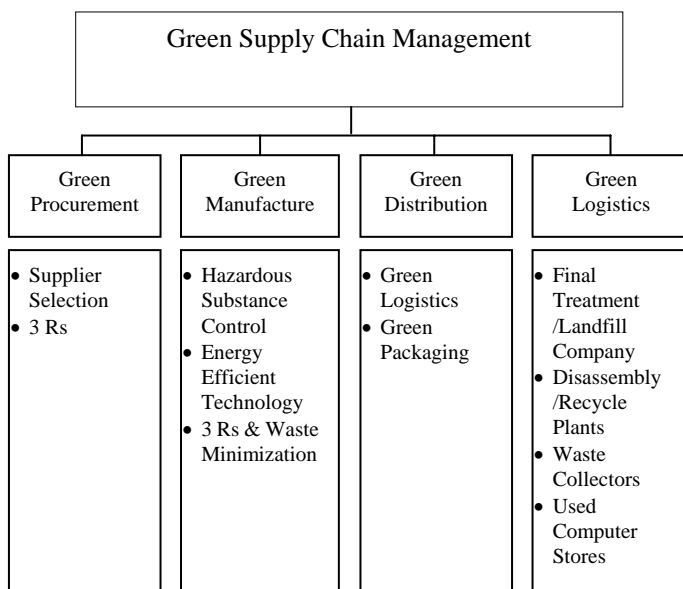 Green Supply Chain Management
Green
Procurement
Green
Manufacture
Green
Distribution
Green
Logistics
• Supplier
Selection
• 3 Rs
• Hazardous
Substance
Control
• Energy
Efficient
Technology
• 3 Rs & Waste
Minimization
• Green
Logistics
• Green
Packaging
• Final
Treatment
/Landfill
Company
• Disassembly
/Recycle
Plants
• Waste
Collectors
• Used
Computer
Stores